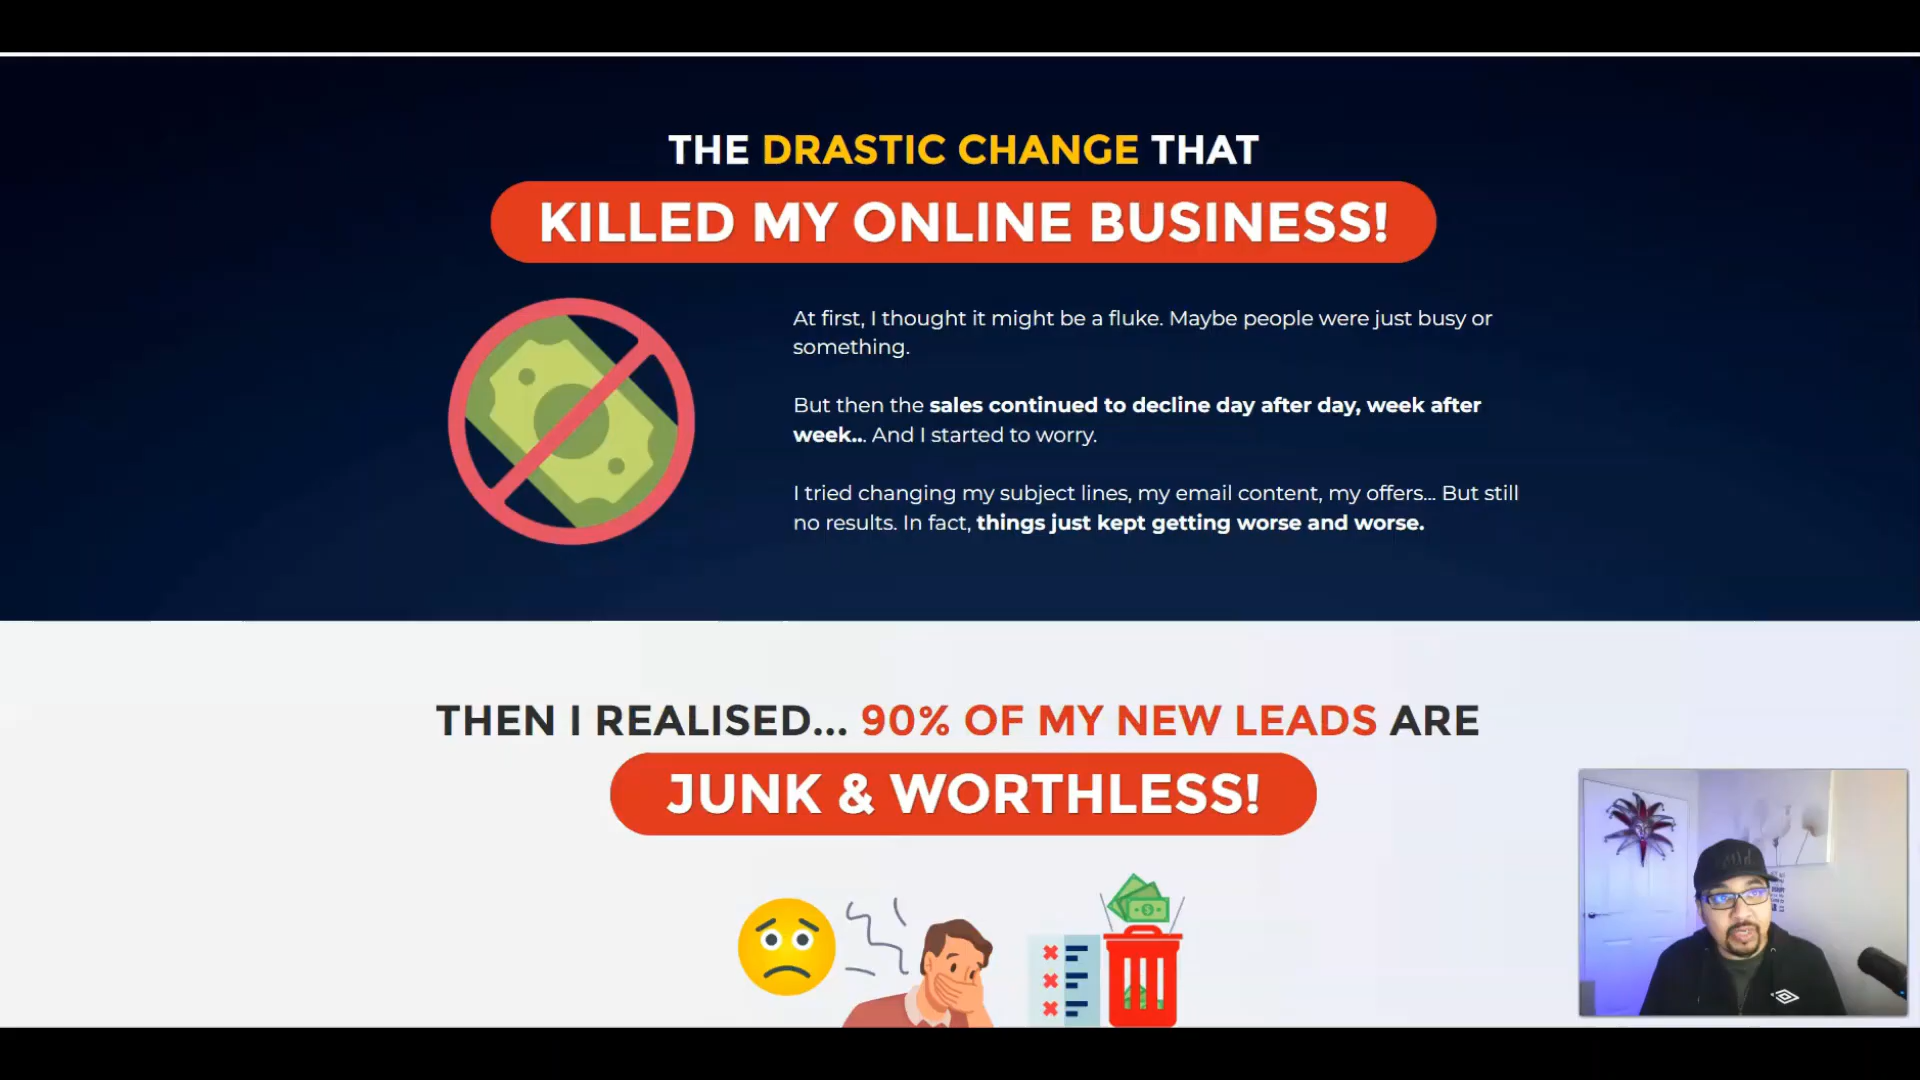 THE DRASTIC CHANGE THAT
KILLED MY ONLINE BUSINESS!
At first, I thought it might be a fluke. Maybe people were just busy or
something.
But then the sales continued to decline day after day, week after
week... And I started to worry.
I tried changing my subject lines, my email content, my offers... But still
no results. In fact, things just kept getting worse and worse.
THEN I REALISED... 90% OF MY NEW LEADS ARE
JUNK & WORTHLESS!